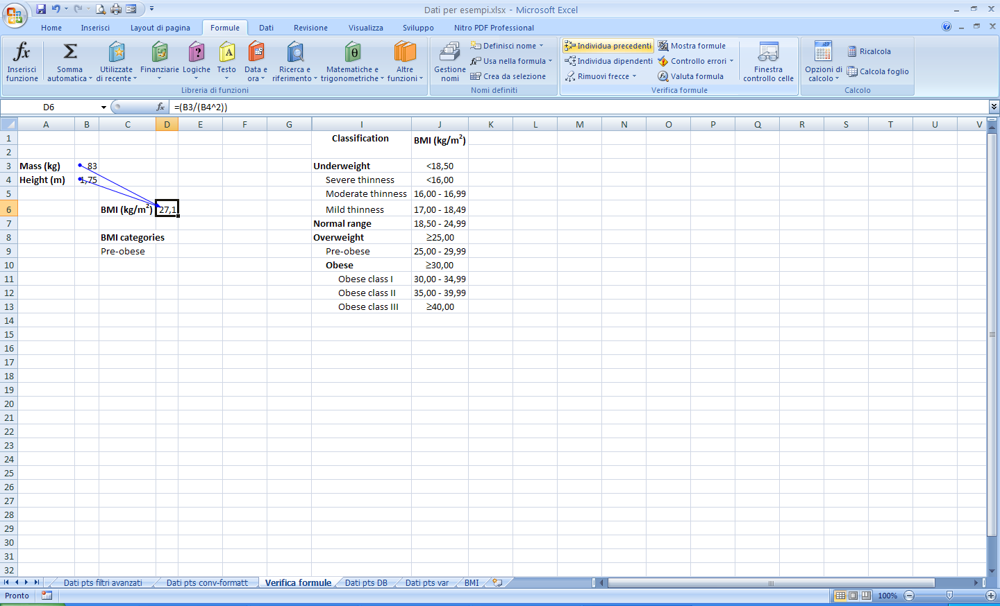 Dati per esempi.xlsx - Microsoft Excel
Home Inserisci Layout di pagina Formule Dati Revisione Visualizza Sviluppo Nitro PDF Professional
Inserisci funzione
Somma automatica
Utilizzate di recente
Finanziarie
Logiche
Testo
Data e ora
Ricerca e riferimento
Matematiche e trigonometriche
Altre funzioni
Libreria di funzioni
Gestione nomi
Definisci nome
Usa nella formula
Crea da selezione
Nomi definiti
Individua precedenti
Individua dipendenti
Rimuovi frecce
Mostra formule
Controllo errori
Valuta formula
Finestra controllo celle
Verifica formule
Opzioni di calcolo
Ricalcola
Calcola foglio
Calcolo
D6 fx =(B3/(B4^2))
A B C D E F G I J K L M N O P Q R S T U V
1 Classification BMI (kg/m²)
2
3 Mass (kg) 83 Underweight <18,50
4 Height (m) 1,75 Severe thinness <16,00
5 Moderate thinness 16,00 - 16,99
6 BMI (kg/m²) 27,1 Mild thinness 17,00 - 18,49
7 Normal range 18,50 - 24,99
8 BMI categories Overweight ≥25,00
9 Pre-obese Pre-obese 25,00 - 29,99
10 Obese ≥30,00
11 Obese class I 30,00 - 34,99
12 Obese class II 35,00 - 39,99
13 Obese class III ≥40,00
14
15
16
17
18
19
20
21
22
23
24
25
26
27
28
29
30
31
32
Dati pts filtri avanzati Dati pts conv-formatt Verifica formule Dati pts DB Dati pts var BMI
Pronto 100%